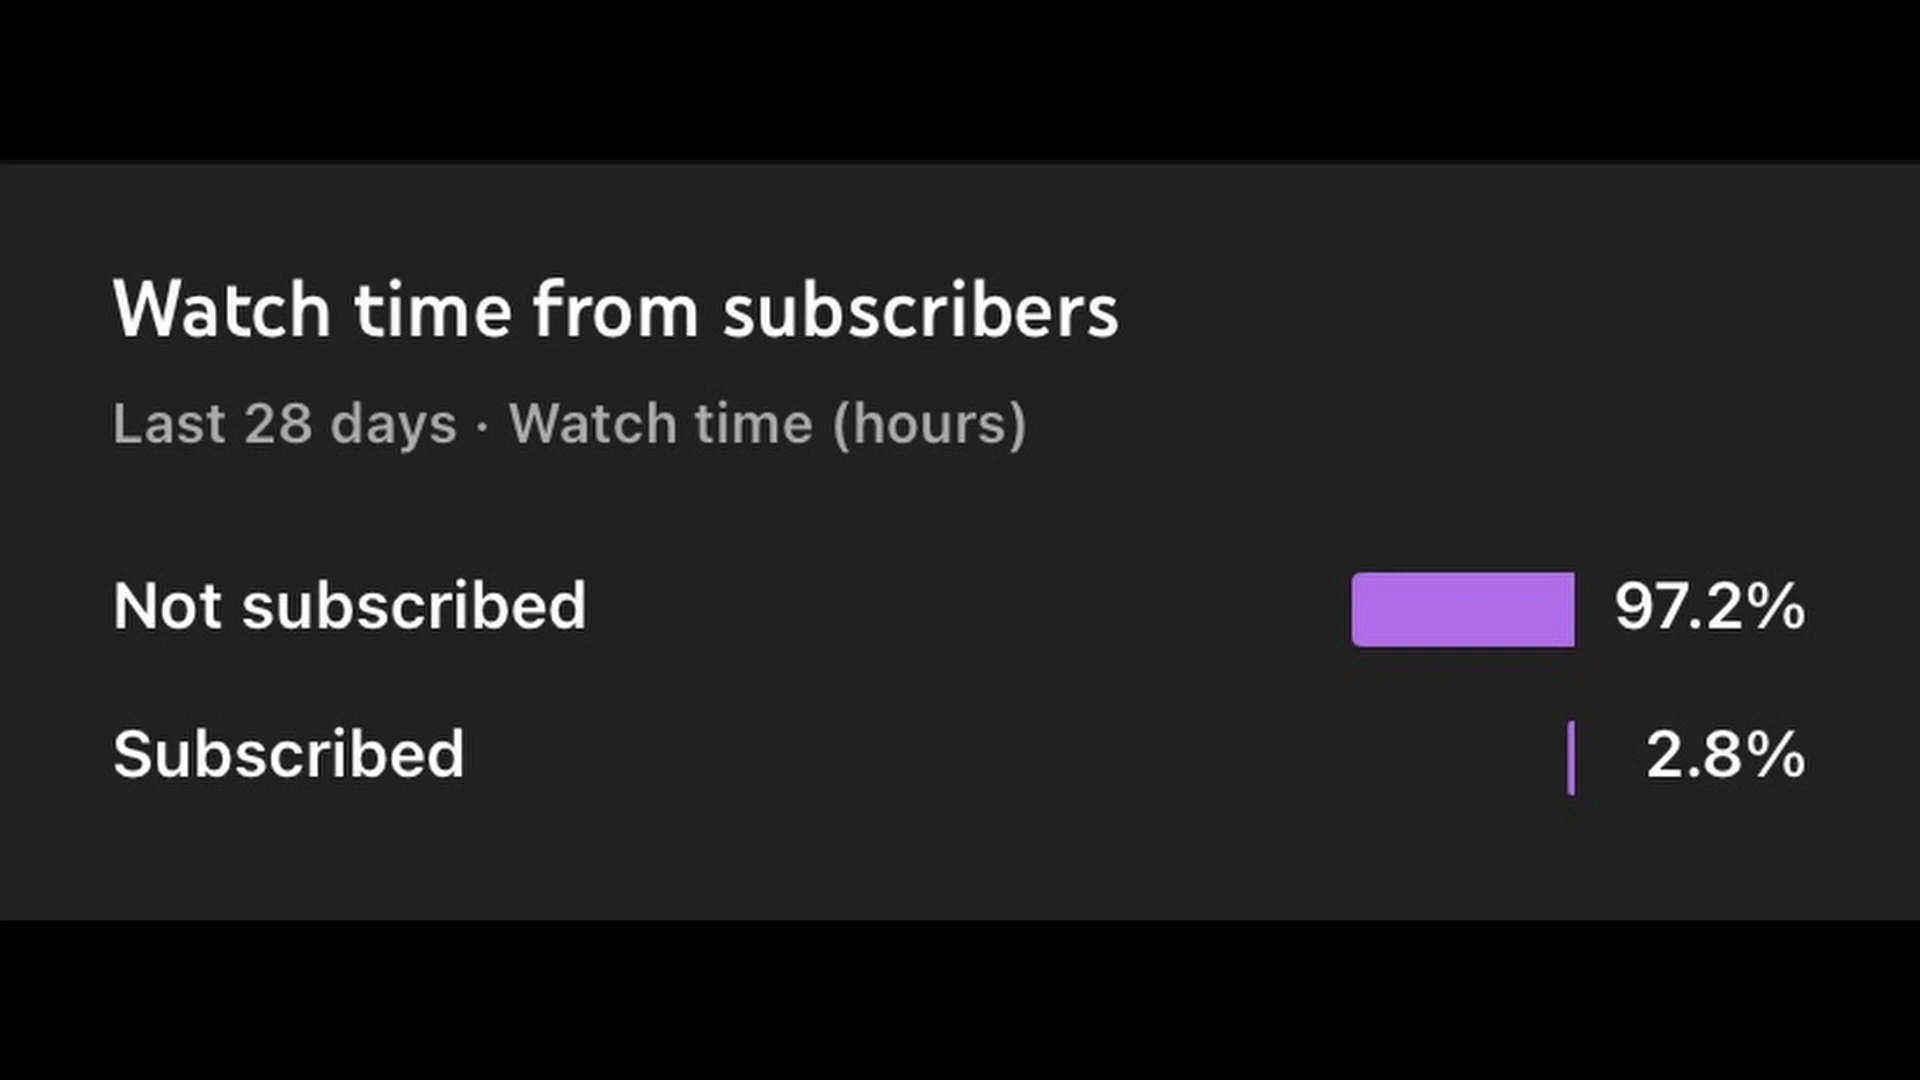 Watch time from subscribers
Last 28 days · Watch time (hours)
Not subscribed 97.2%
Subscribed 2.8%